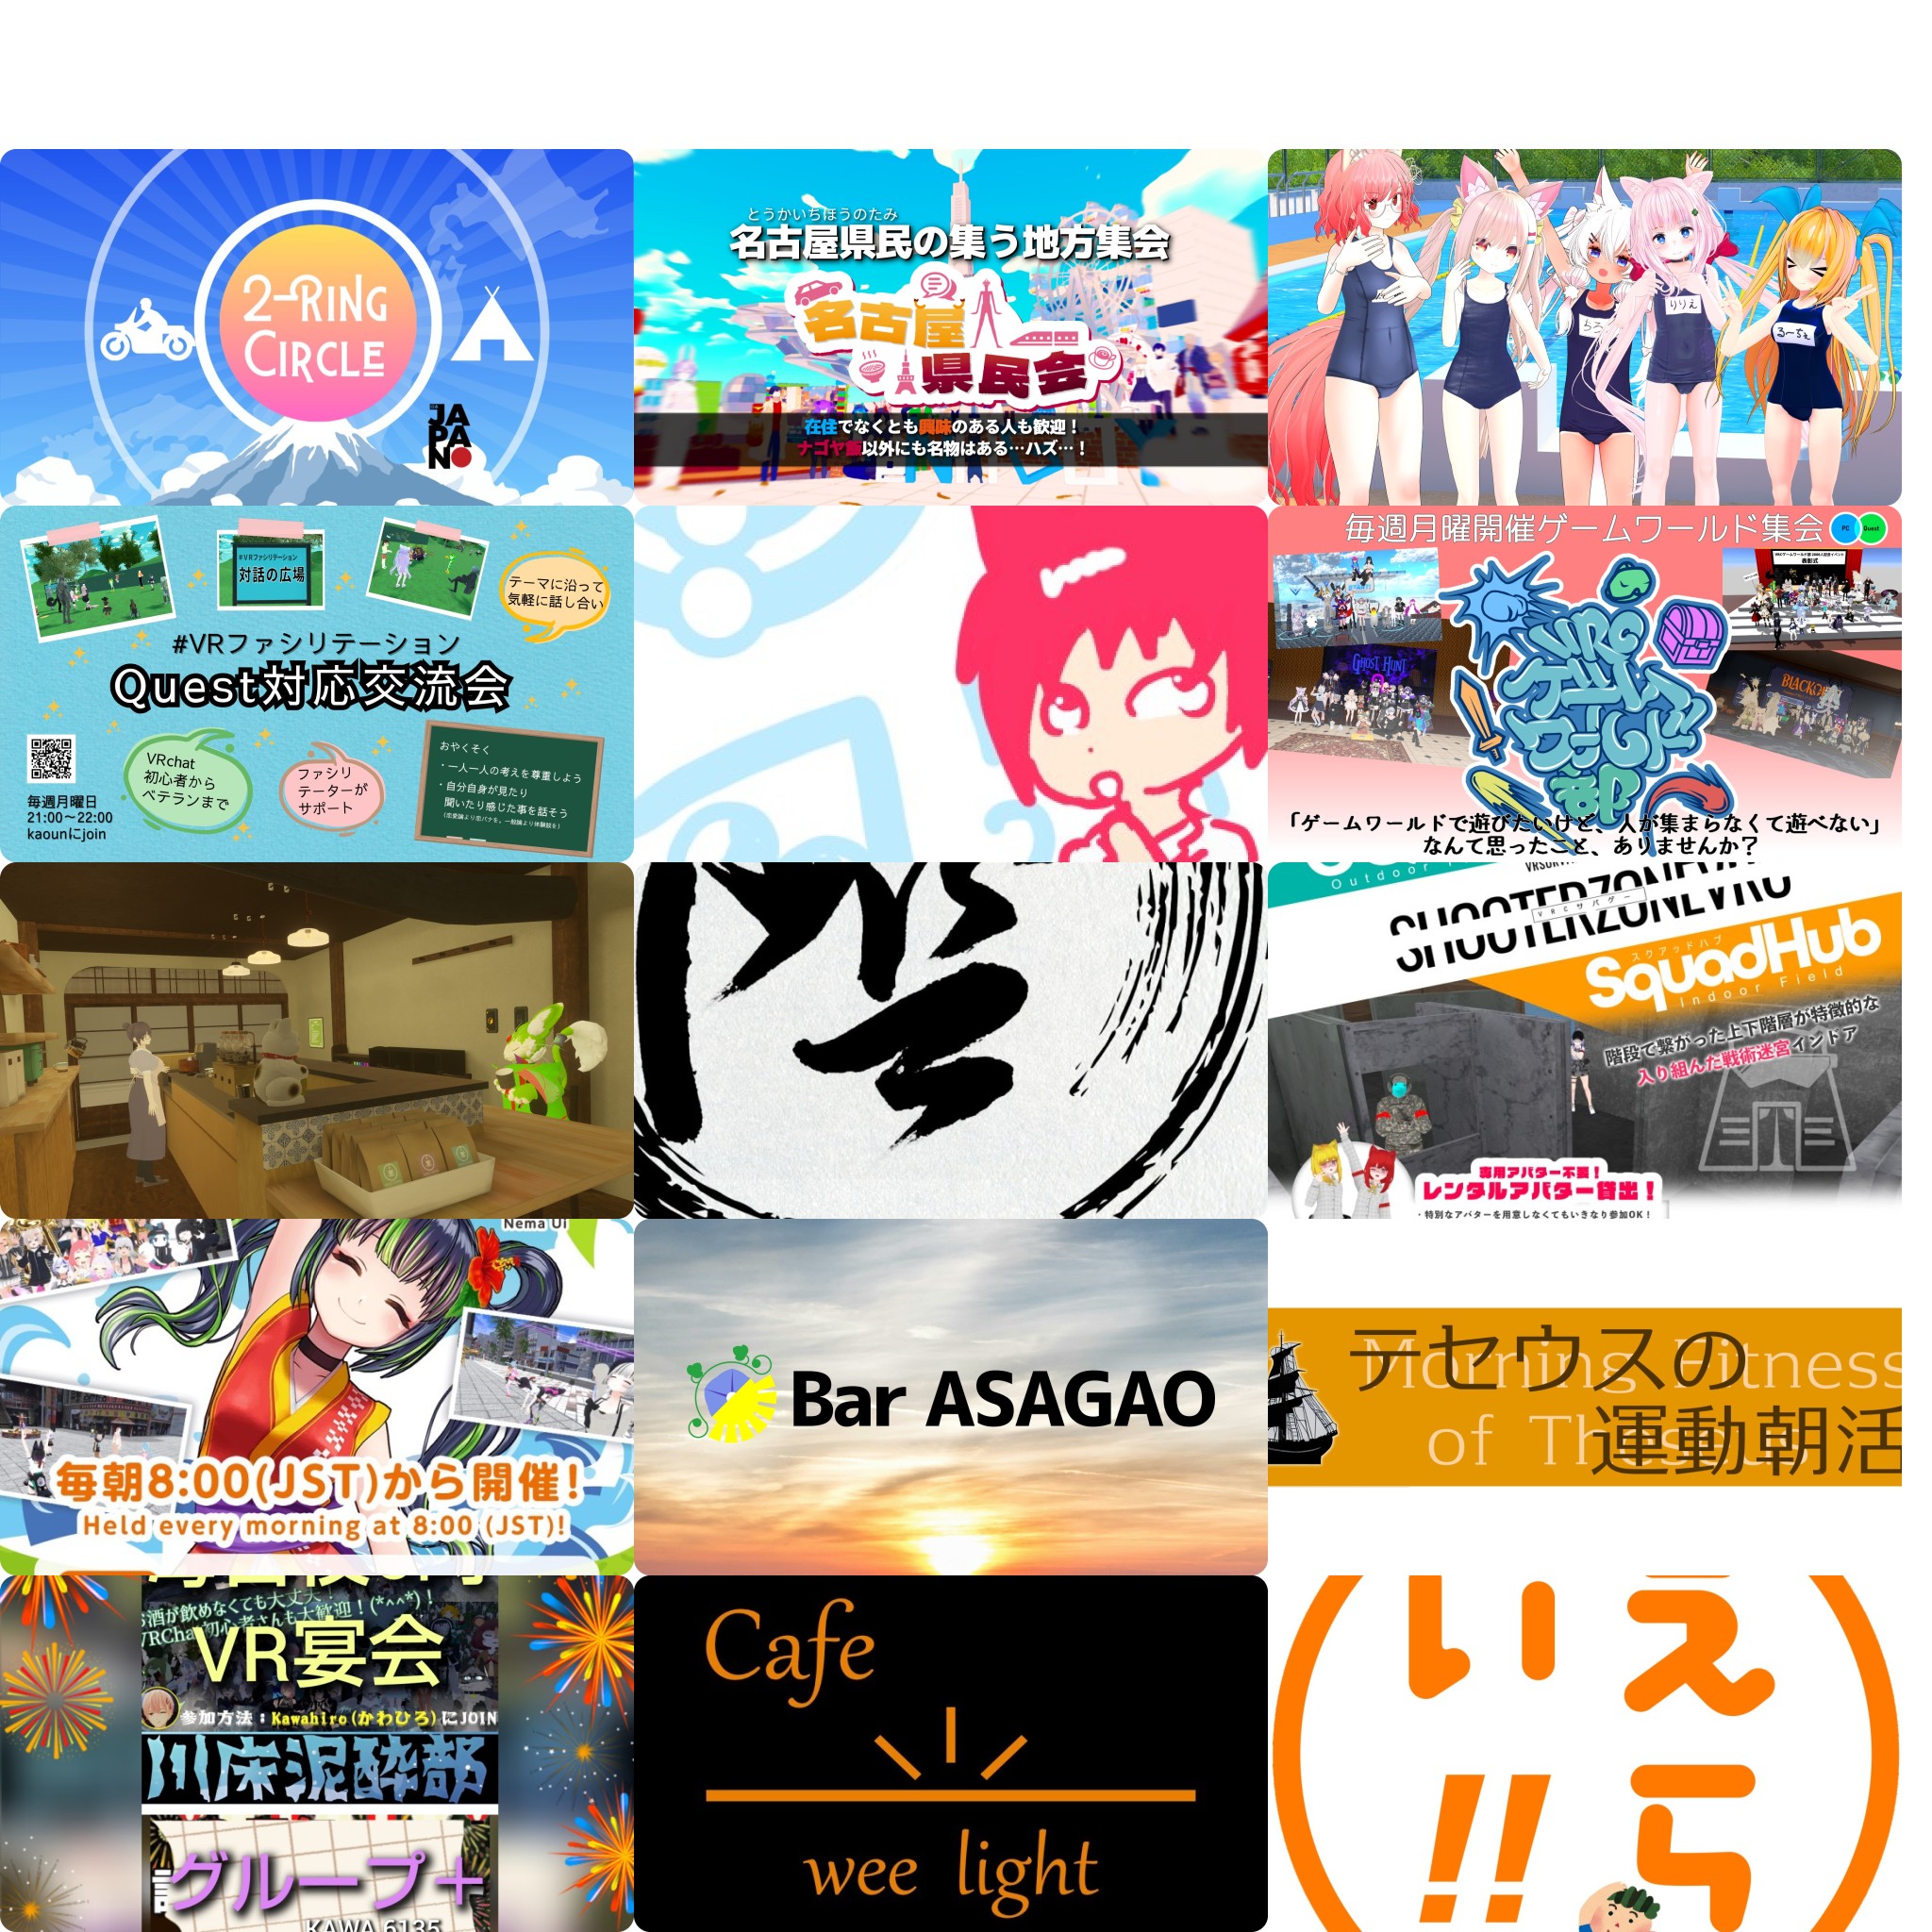 2-RING
CIRCLE
JA
PA
NO
とうかいちほうのたみ
名古屋県民の集う地方集会
名古屋
県民会
在住でなくとも興味のある人も歓迎！
ナゴヤ飯以外にも名物はある…ハズ…！
りりえ
る〜ちぇ
#VRファシリテーション
対話の広場
テーマに沿って
気軽に話し合い
#VRファシリテーション
Quest対応交流会
VRchat
初心者から
ベテランまで
ファシリ
テーターが
サポート
おやくそく
・一人一人の考えを尊重しよう
・自分自身が見たり
聞いたり感じた事を話そう
毎週月曜日
21:00～22:00
kaounにjoin
毎週月曜開催ゲームワールド集会
PC
Quest
表彰式
GHOST HUNT
VRC
ゲーム
ワールド
部
「ゲームワールドで遊びたいけど、人が集まらなくて遊べない」
なんて思ったこと、ありませんか？
Outdoor
SHOOTERZONEVRC
VRCサバゲー
スクアッドハブ
SquadHub
Indoor Field
階段で繋がった上下階層が特徴的な
入り組んだ戦術迷宮インドア
専用アバター不要！
レンタルアバター貸出！
・特別なアバターを用意しなくてもいきなり参加OK！
Nema Ui
毎朝8:00(JST)から開催!
Held every morning at 8:00 (JST)!
Bar ASAGAO
テセウスの
Morning Fitness
of Theseus
運動朝活
お酒が飲めなくても大丈夫！
VRChat初心者さんも大歓迎！(*^^*)！
VR宴会
参加方法：Kawahiro(かわひろ)にJOIN
川床泥酔部
グループ+
KAWA.6135
Cafe
wee light
えら
い!!